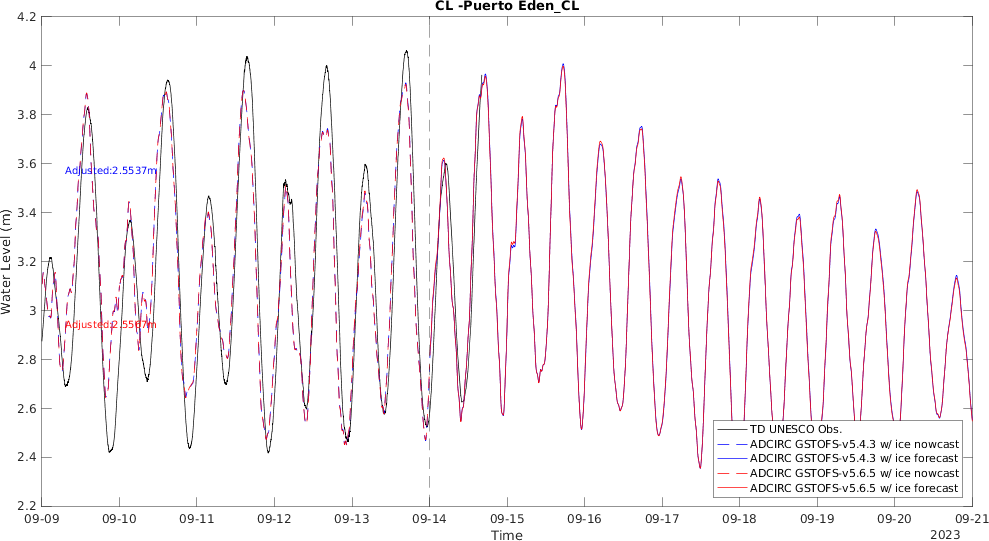 CL -Puerto Eden_CL
4.2
4
3.8
3.6
3.4
3.2
3
2.8
2.6
2.4
2.2
Water Level (m)
Adjusted:2.5537m
Adjusted:2.5567m
TD UNESCO Obs.
ADCIRC GSTOFS-v5.4.3 w/ ice nowcast
ADCIRC GSTOFS-v5.4.3 w/ ice forecast
ADCIRC GSTOFS-v5.6.5 w/ ice nowcast
ADCIRC GSTOFS-v5.6.5 w/ ice forecast
09-09 09-10 09-11 09-12 09-13 09-14 09-15 09-16 09-17 09-18 09-19 09-20 09-21
Time
2023